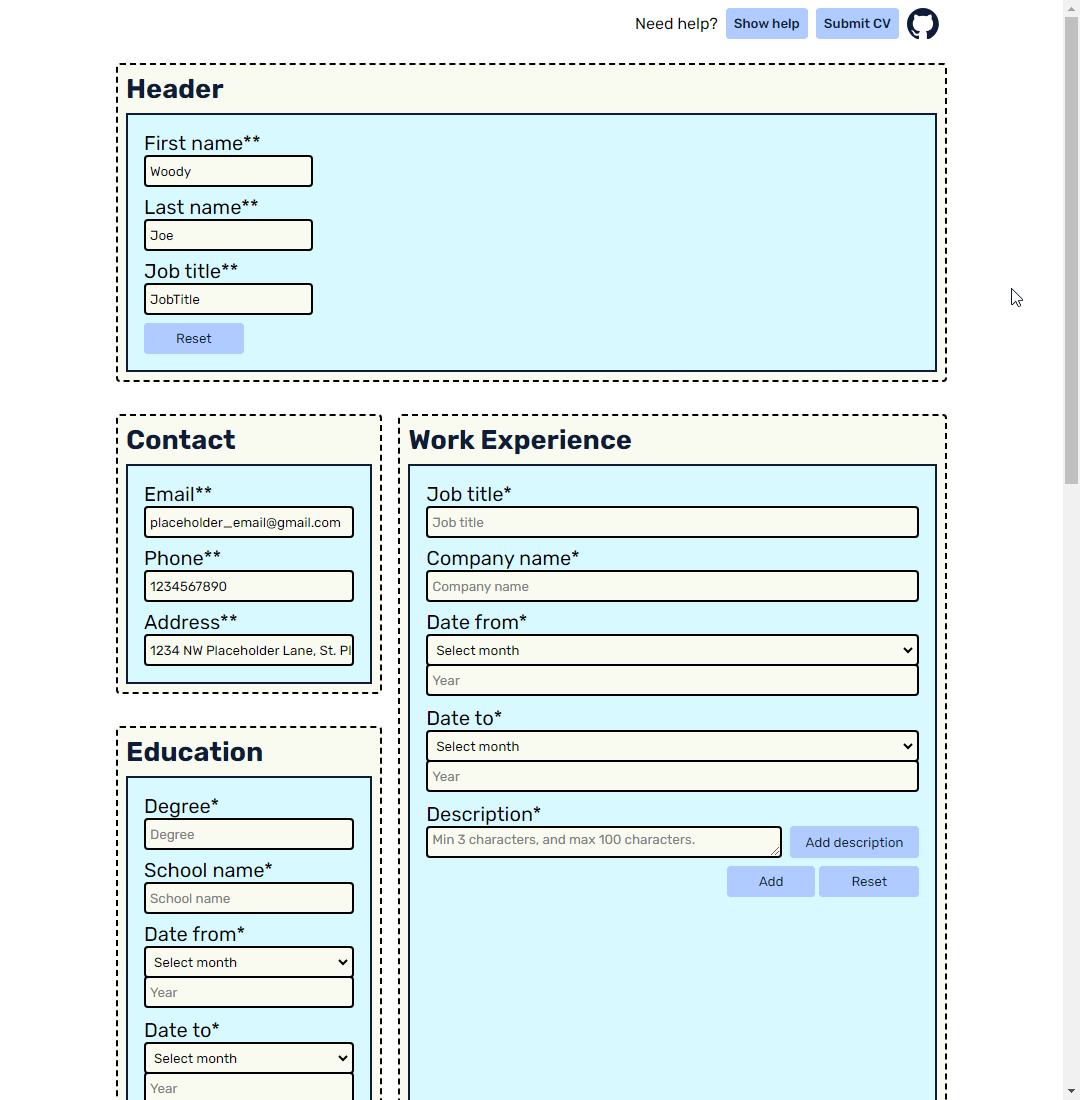 Need help? Show help Submit CV
Header
First name**
Woody
Last name**
Joe
Job title**
JobTitle
Reset
Contact
Email**
placeholder_email@gmail.com
Phone**
1234567890
Address**
1234 NW Placeholder Lane, St. Pl
Education
Degree*
Degree
School name*
School name
Date from*
Select month
Year
Date to*
Select month
Year
Work Experience
Job title*
Job title
Company name*
Company name
Date from*
Select month
Year
Date to*
Select month
Year
Description*
Min 3 characters, and max 100 characters. Add description
Add Reset